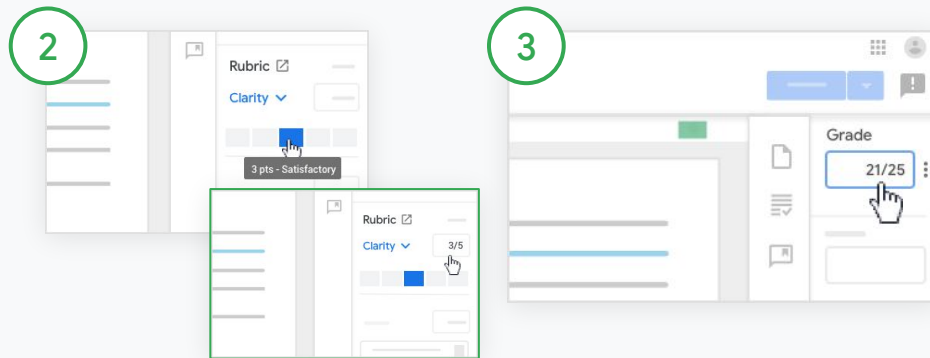 2
Rubric
Clarity
3 pts - Satisfactory
Rubric
Clarity
3/5
3
Grade
21/25